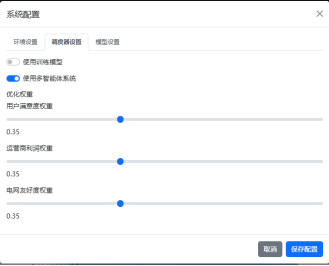 系统配置
环境设置 调度器设置 模型设置
使用训练模型
使用多智能体系统
优化权重
用户满意度权重
0.35
运营商利润权重
0.35
电网友好度权重
0.35
取消 保存配置